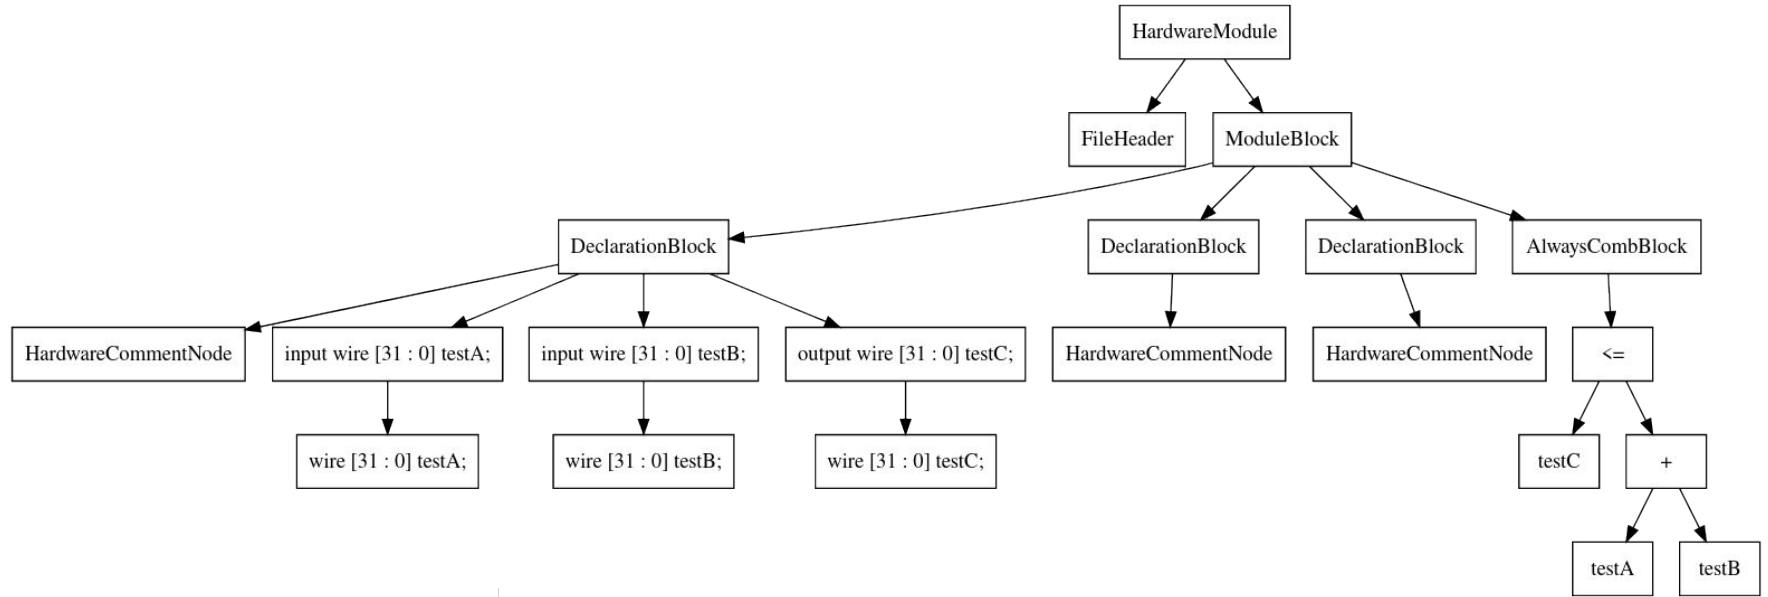 HardwareModule
FileHeader
ModuleBlock
DeclarationBlock
DeclarationBlock
DeclarationBlock
AlwaysCombBlock
HardwareCommentNode
input wire [31 : 0] testA;
input wire [31 : 0] testB;
output wire [31 : 0] testC;
HardwareCommentNode
HardwareCommentNode
<=
wire [31 : 0] testA;
wire [31 : 0] testB;
wire [31 : 0] testC;
testC
+
testA
testB